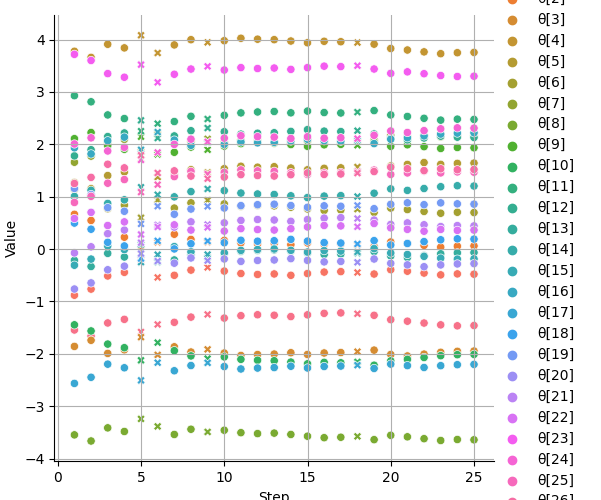 Value
4
3
2
1
0
−1
−2
−3
−4
0
5
10
15
20
25
Step
θ[2]
θ[3]
θ[4]
θ[5]
θ[6]
θ[7]
θ[8]
θ[9]
θ[10]
θ[11]
θ[12]
θ[13]
θ[14]
θ[15]
θ[16]
θ[17]
θ[18]
θ[19]
θ[20]
θ[21]
θ[22]
θ[23]
θ[24]
θ[25]
θ[26]